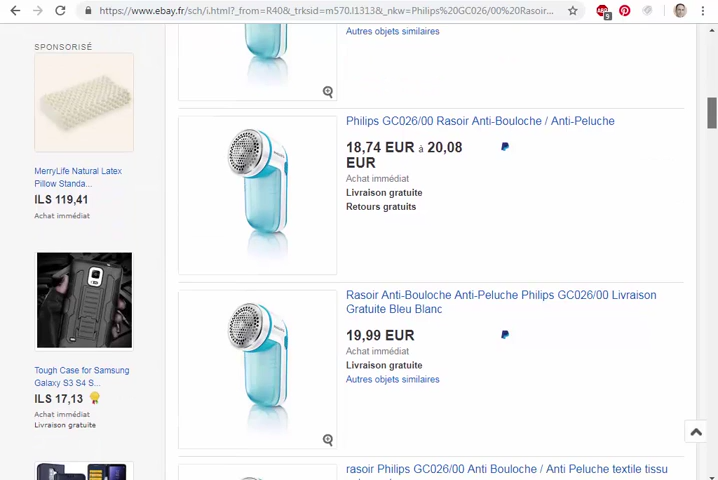 https://www.ebay.fr/sch/i.html?_from=R40&_trksid=m570.l1313&_nkw=Philips%20GC026/00%20Rasoir...
9
SPONSORISÉ
MerryLife Natural Latex
Pillow Standa...
ILS 119,41
Achat immédiat
Tough Case for Samsung
Galaxy S3 S4 S...
ILS 17,13
Achat immédiat
Livraison gratuite
Autres objets similaires
Philips GC026/00 Rasoir Anti-Bouloche / Anti-Peluche
18,74 EUR à 20,08
EUR
Achat immédiat
Livraison gratuite
Retours gratuits
Rasoir Anti-Bouloche Anti-Peluche Philips GC026/00 Livraison
Gratuite Bleu Blanc
19,99 EUR
Achat immédiat
Livraison gratuite
Autres objets similaires
rasoir Philips GC026/00 Anti Bouloche / Anti Peluche textile tissu